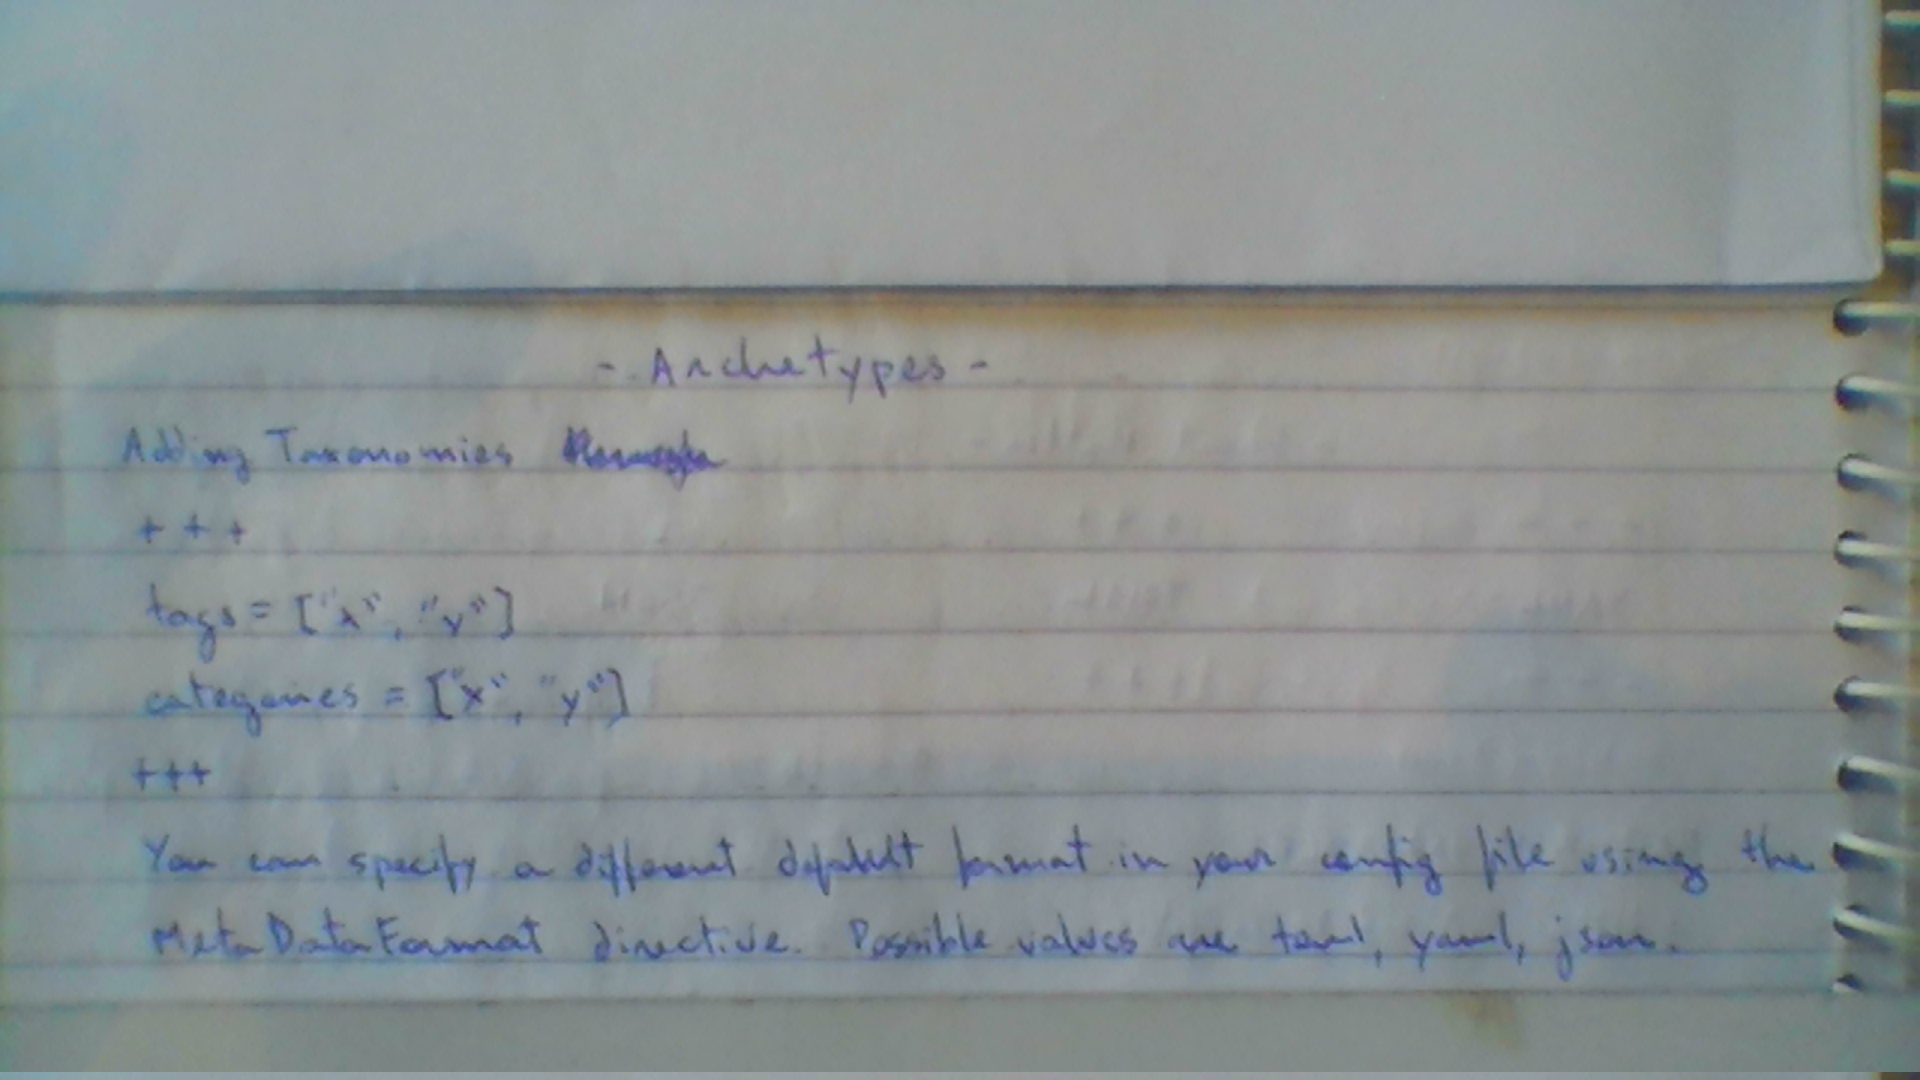 - Archetypes -
Adding Taxonomies
+ + +
tags = ["x", "y"]
categories = ["x", "y"]
+++
You can specify a different default format in your config file using the
MetaDataFormat directive. Possible values are toml, yaml, json.